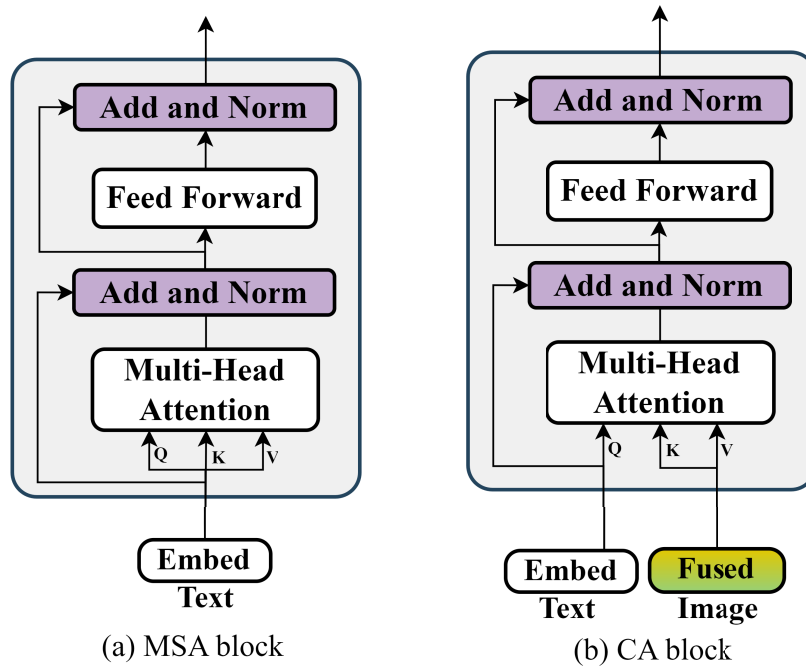 Add and Norm
Feed Forward
Add and Norm
Multi-Head
Attention
Q K V
Embed
Text
(a) MSA block
Add and Norm
Feed Forward
Add and Norm
Multi-Head
Attention
Q K V
Embed Fused
Text Image
(b) CA block